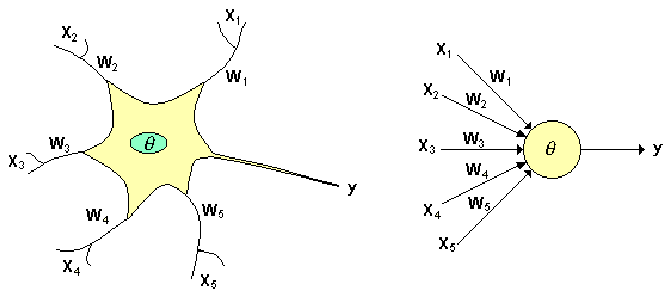 X₁
X₂
W₂
W₁
W₃
θ
X₃
y
W₄
W₅
X₄
X₅
X₁
W₁
X₂
W₂
X₃
W₃
θ
y
W₄
X₄
W₅
X₅